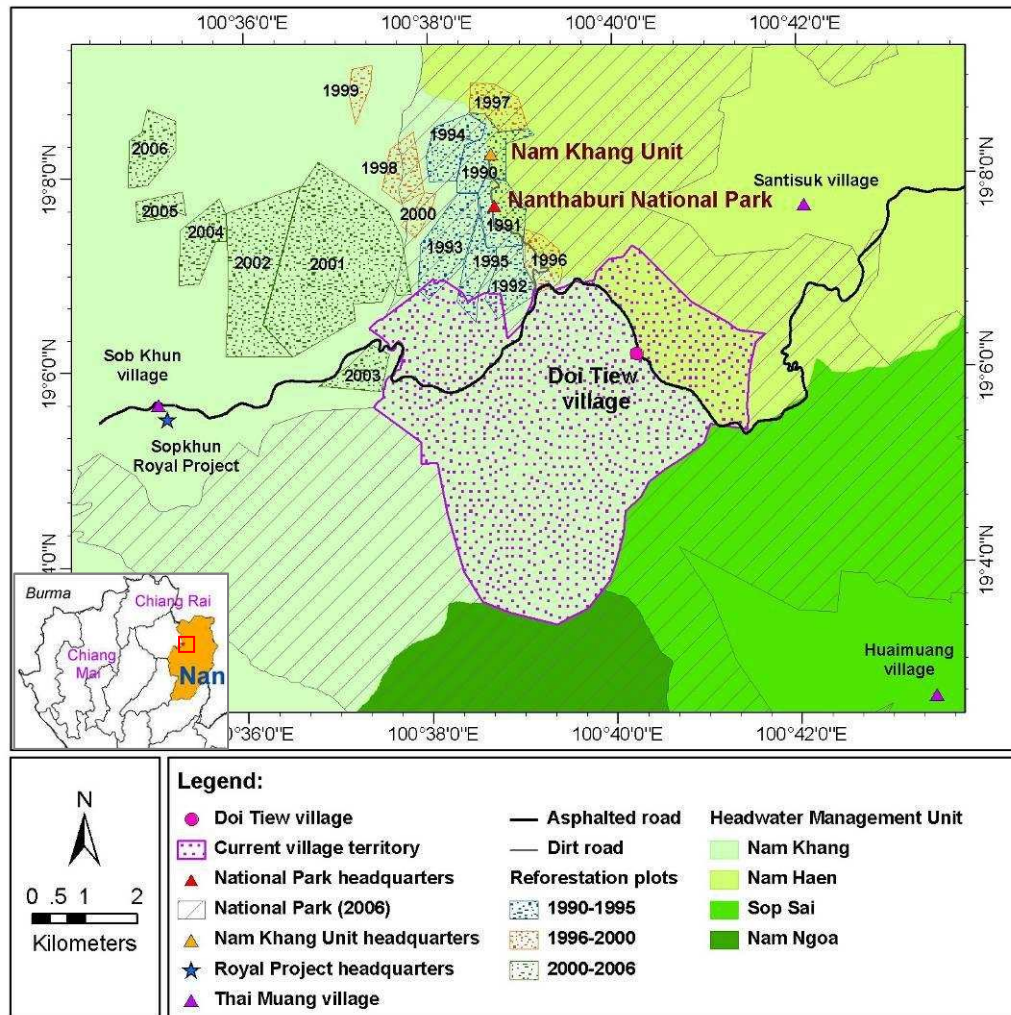 100°36'0"E
100°38'0"E
100°40'0"E
100°42'0"E
1999
1997
2006
1994
Nam Khang Unit
1998
1990
19°8'0"N
19°8'0"N
Nanthaburi National Park
Santisuk village
2005
2000
1991
2004
1993
2002
2001
1995
1996
1992
19°6'0"N
19°6'0"N
Sob Khun
village
2003
Doi Tiew
village
Sopkhun
Royal Project
4'0"N
19°4'0"N
Burma
Chiang Rai
Chiang
Mai
Nan
Huaimuang
village
°36'0"E
100°38'0"E
100°40'0"E
100°42'0"E
N
0 .5 1 2
Kilometers
Legend:
Doi Tiew village
Current village territory
National Park headquarters
National Park (2006)
Nam Khang Unit headquarters
Royal Project headquarters
Thai Muang village
Asphalted road
Dirt road
Reforestation plots
1990-1995
1996-2000
2000-2006
Headwater Management Unit
Nam Khang
Nam Haen
Sop Sai
Nam Ngoa